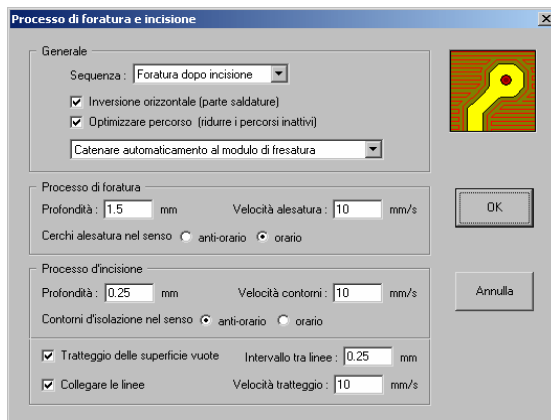 Processo di foratura e incisione
Generale
Sequenza : Foratura dopo incisione
Inversione orizzontale (parte saldature)
Optimizzare percorso (ridurre i percorsi inattivi)
Catenare automaticamento al modulo di fresatura
Processo di foratura
Profondità : 1.5 mm Velocità alesatura : 10 mm/s
Cerchi alesatura nel senso anti-orario orario
OK
Processo d'incisione
Profondità : 0.25 mm Velocità contorni : 10 mm/s
Contorni d'isolazione nel senso anti-orario orario
Annulla
Tratteggio delle superficie vuote Intervallo tra linee : 0.25 mm
Collegare le linee Velocità tratteggio : 10 mm/s